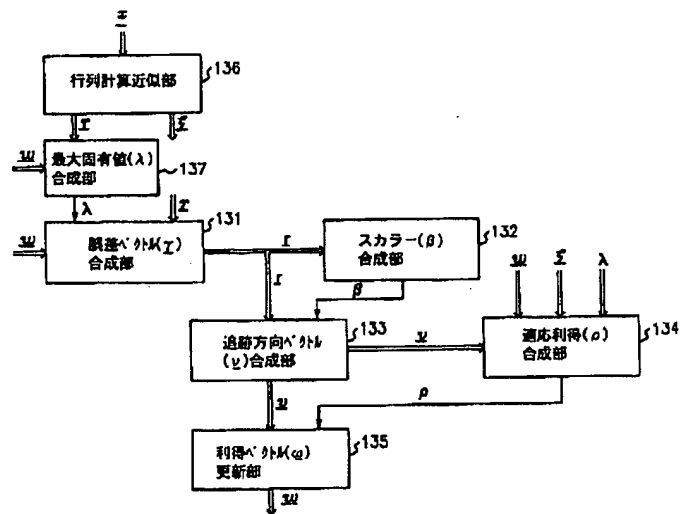 x
行列計算近似部
136
最大固有値(λ)
合成部
137
w
λ
131
w
誤差ベクトル(r)
合成部
r
スカラー(β)
合成部
132
r
β
w
λ
追跡方向ベクトル
(v)合成部
133
v
適応利得(ρ)
合成部
134
v
ρ
利得ベクトル(w)
更新部
135
w